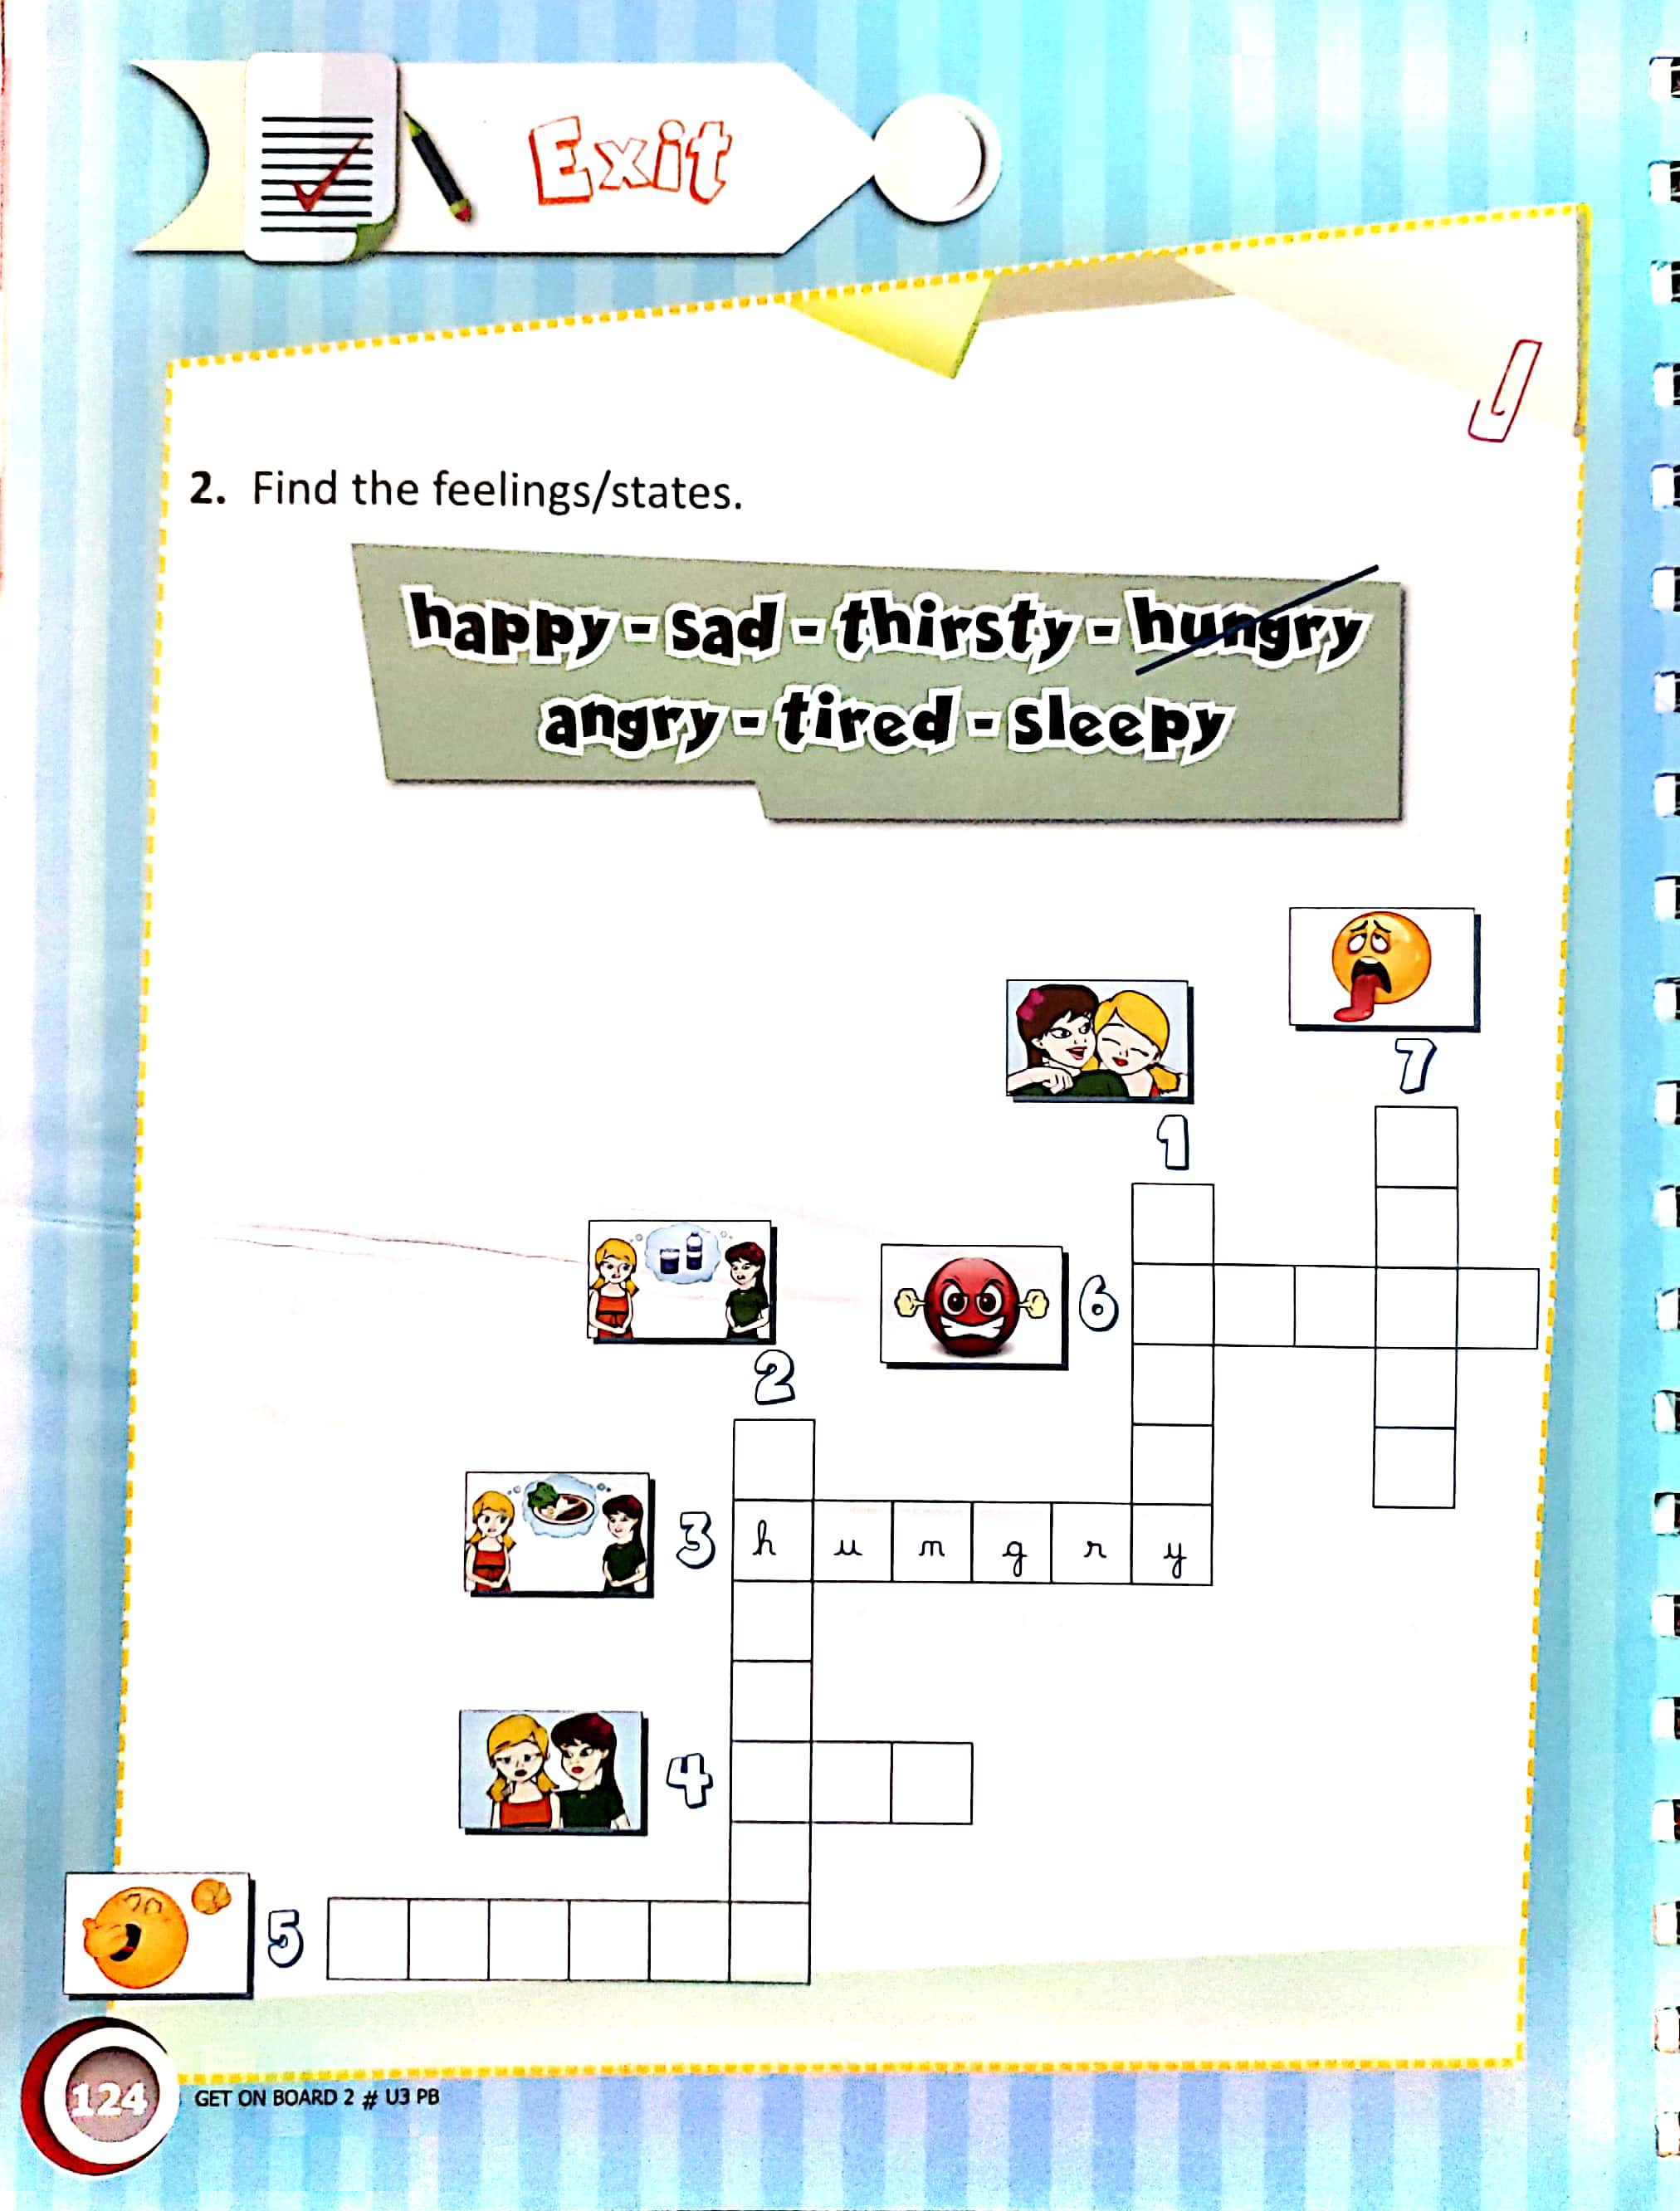 Exit
2. Find the feelings/states.
happy - sad - thirsty - hungry
angry - tired - sleepy
7
1
6
2
3 h u n g r y
4
5
124
GET ON BOARD 2 # U3 PB